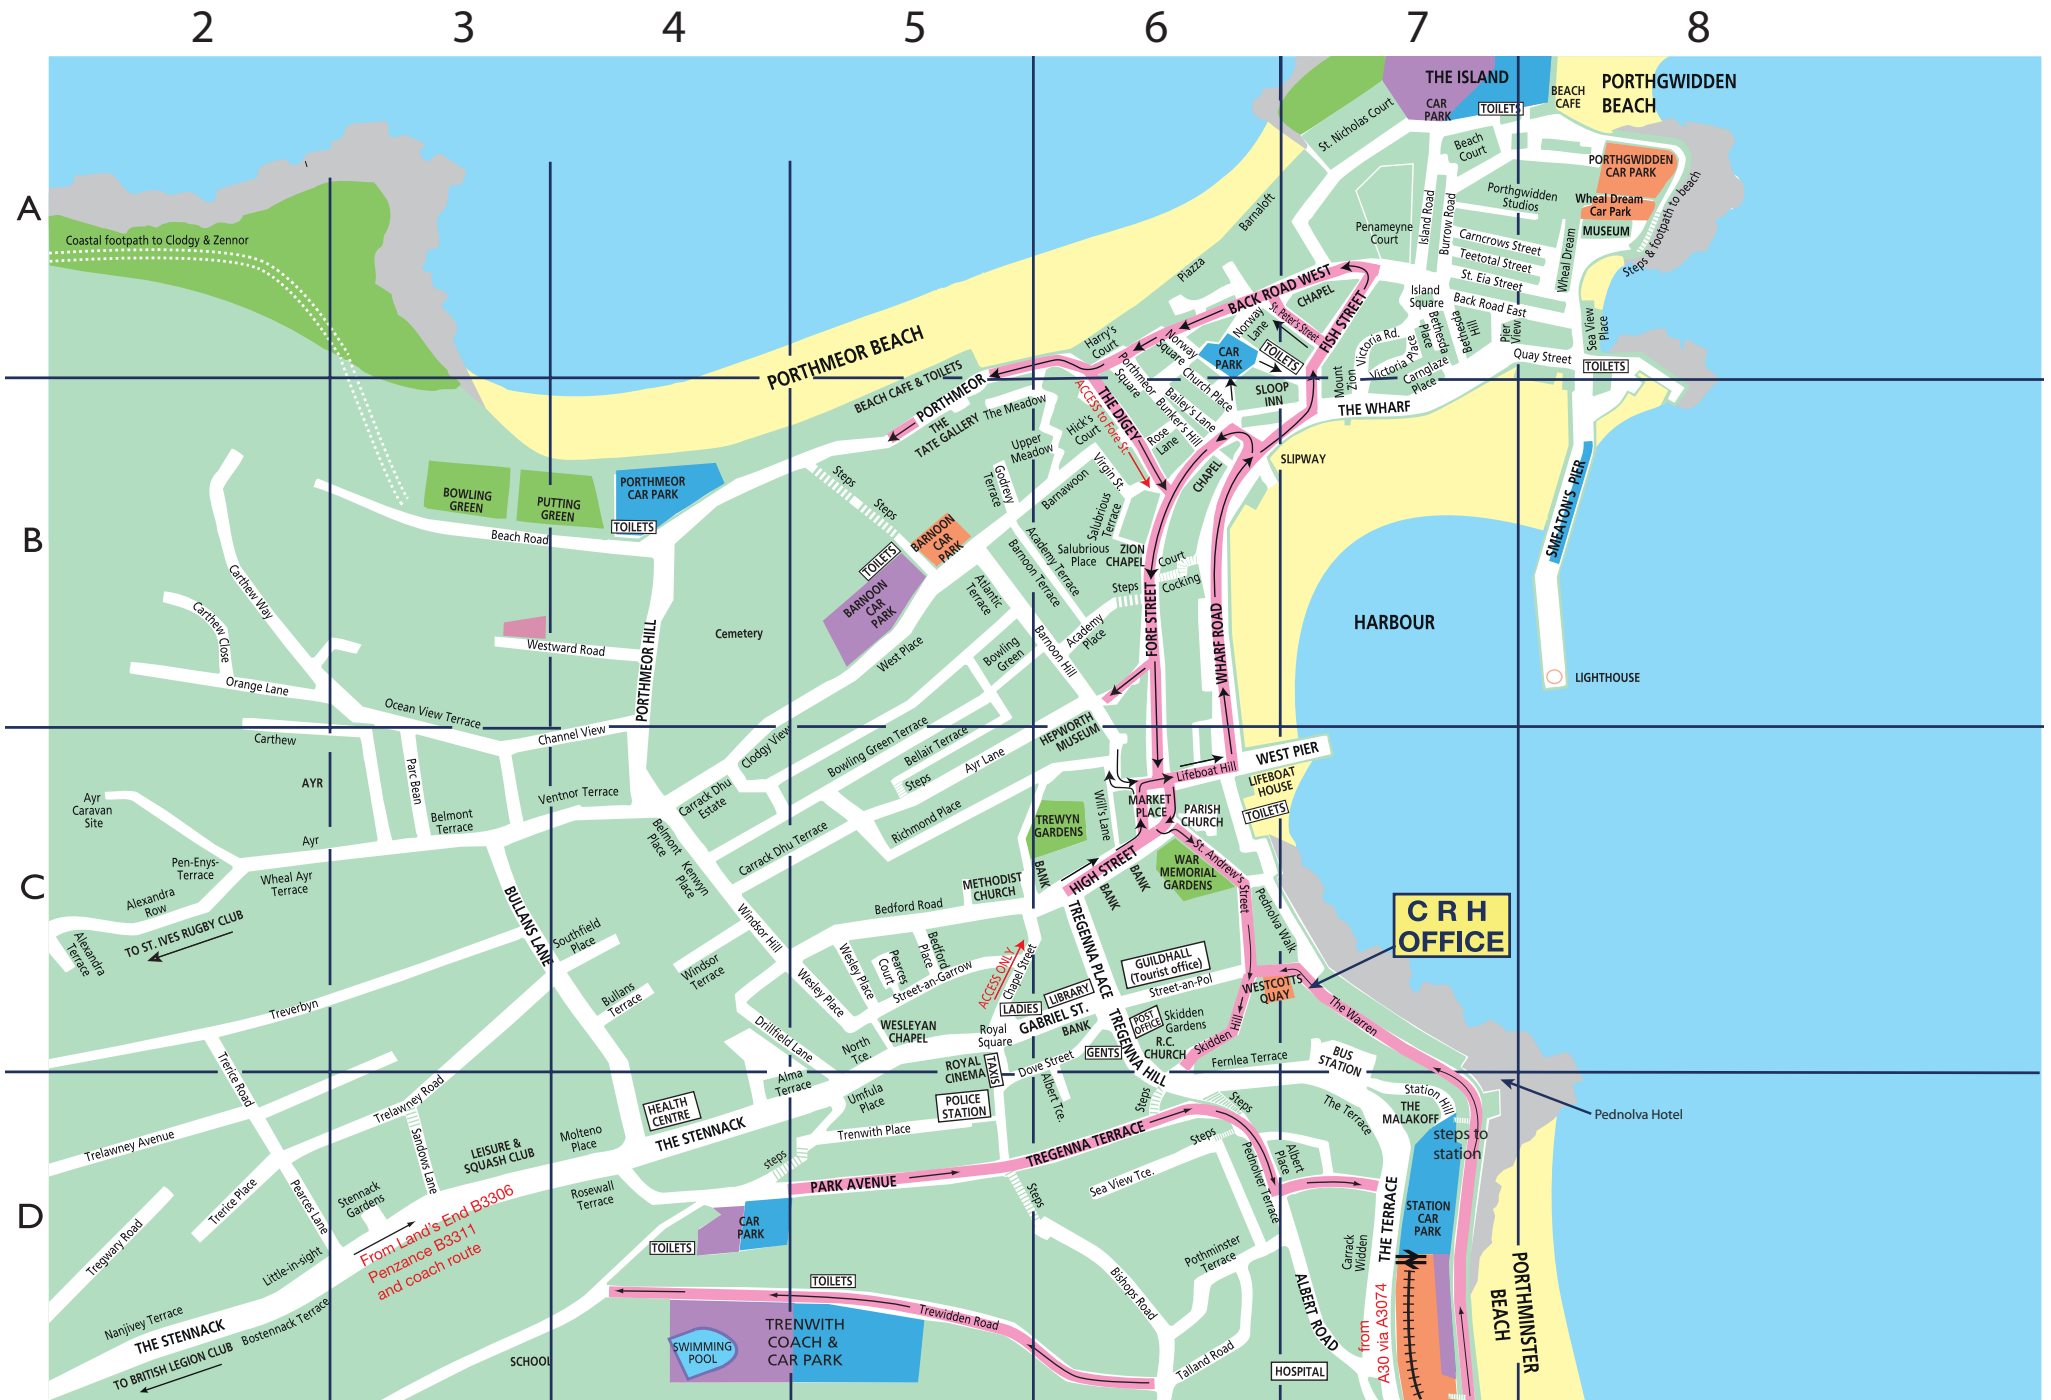 2 3 4 5 6 7 8
A
B
C
D
THE ISLAND
CAR
PARK
TOILETS
BEACH
CAFE
PORTHGWIDDEN
BEACH
St. Nicholas Court
Beach
Court
PORTHGWIDDEN
CAR PARK
Wheal Dream
Car Park
MUSEUM
Steps & footpath to beach
Porthgwidden
Studios
Barnaloft
Penameyne
Court
Island Road
Burrow Road
Carncrows Street
Teetotal Street
St. Eia Street
Back Road East
Wheal Dream
Piazza
BACK ROAD WEST
CHAPEL
St. Peter's Street
FISH STREET
Island
Square
Bethesda
Place
Bethesda
Hill
Pier
View
Sea View
Place
Victoria Rd.
Victoria Place
Carnglaze
Place
Quay Street
TOILETS
Coastal footpath to Clodgy & Zennor
PORTHMEOR BEACH
Harry's
Court
Norway
Square
Norway
Lane
CAR
PARK
TOILETS
Mount
Zion
SLOOP
INN
THE WHARF
BEACH CAFE & TOILETS
PORTHMEOR
THE
TATE GALLERY
The Meadow
Upper
Meadow
Hick's
Court
ACCESS to Fore St.
THE DIGEY
Porthmeor
Square
Church Place
Bailey's Lane
Bunker's Hill
Rose
Lane
Virgin St.
CHAPEL
SLIPWAY
SMEATON'S PIER
LIGHTHOUSE
HARBOUR
BOWLING
GREEN
PUTTING
GREEN
PORTHMEOR
CAR PARK
TOILETS
Beach Road
Steps
Steps
Godrevy
Terrace
Barnawoon
Salubrious
Terrace
Salubrious
Place
ZION
CHAPEL
Court
Cocking
Steps
BARNOON
CAR
PARK
TOILETS
BARNOON
CAR
PARK
Academy Terrace
Barnoon Terrace
Atlantic
Terrace
Academy
Place
Barnoon Hill
Bowling
Green
West Place
Cemetery
FORE STREET
WHARF ROAD
Carthew Way
Carthew Close
Orange Lane
Westward Road
PORTHMEOR HILL
Ocean View Terrace
Channel View
Carthew
AYR
Ayr
Caravan
Site
Parc Bean
Belmont
Terrace
Ventnor Terrace
Ayr
Pen-Enys-
Terrace
Wheal Ayr
Terrace
Alexandra
Row
Alexandra
Terrace
TO ST. IVES RUGBY CLUB
Clodgy View
Carrack Dhu
Estate
Bowling Green Terrace
Bellair Terrace
Steps
Ayr Lane
Richmond Place
Carrack Dhu Terrace
HEPWORTH
MUSEUM
Belmont
Place
Kenwyn
Place
Windsor Hill
Windsor
Terrace
TREWYN
GARDENS
Will's Lane
MARKET
PLACE
Lifeboat Hill
PARISH
CHURCH
WEST PIER
LIFEBOAT
HOUSE
TOILETS
WAR
MEMORIAL
GARDENS
St. Andrew's Street
Pednolva Walk
HIGH STREET
BANK
BANK
BANK
METHODIST
CHURCH
Bedford Road
BULLANS LANE
Southfield
Place
Bullans
Terrace
Treverbyn
Wesley Place
Wesley Place
Pearces
Court
Bedford
Place
Street-an-Garrow
ACCESS ONLY
Chapel Street
TREGENNA PLACE
GUILDHALL
(Tourist office)
Street-an-Pol
LIBRARY
LADIES
GABRIEL ST.
BANK
WESLEYAN
CHAPEL
Royal
Square
North
Tce.
Drillfield Lane
POST
OFFICE
Skidden
Gardens
R.C.
CHURCH
Skidden Hill
TREGENNA HILL
GENTS
WESTCOTTS
QUAY
C R H
OFFICE
The Warren
BUS
STATION
Fernlea Terrace
Dove Street
ROYAL
CINEMA
TAXIS
POLICE
STATION
Albert Tce.
Alma
Terrace
Umfula
Place
Trenwith Place
Trerice Road
Trelawney Road
Trelawney Avenue
Sandows Lane
LEISURE &
SQUASH CLUB
Molteno
Place
HEALTH
CENTRE
THE STENNACK
steps
PARK AVENUE
TREGENNA TERRACE
Steps
Steps
Steps
Steps
The Terrace
THE
MALAKOFF
Station Hill
steps to
station
Pednolva Hotel
Sea View Tce.
Pednolver Terrace
Albert
Place
THE TERRACE
STATION
CAR
PARK
Carrack
Widden
Pothminster
Terrace
Bishops Road
ALBERT ROAD
Talland Road
HOSPITAL
from
A30 via A3074
PORTHMINSTER
BEACH
Tregwary Road
Trerice Place
Pearces Lane
Stennack
Gardens
Rosewall
Terrace
From Land's End B3306
Penzance B3311
and coach route
Little-in-sight
Bostennack Terrace
Nanjivey Terrace
THE STENNACK
TO BRITISH LEGION CLUB
SCHOOL
CAR
PARK
TOILETS
TOILETS
Trewidden Road
TRENWITH
COACH &
CAR PARK
SWIMMING
POOL